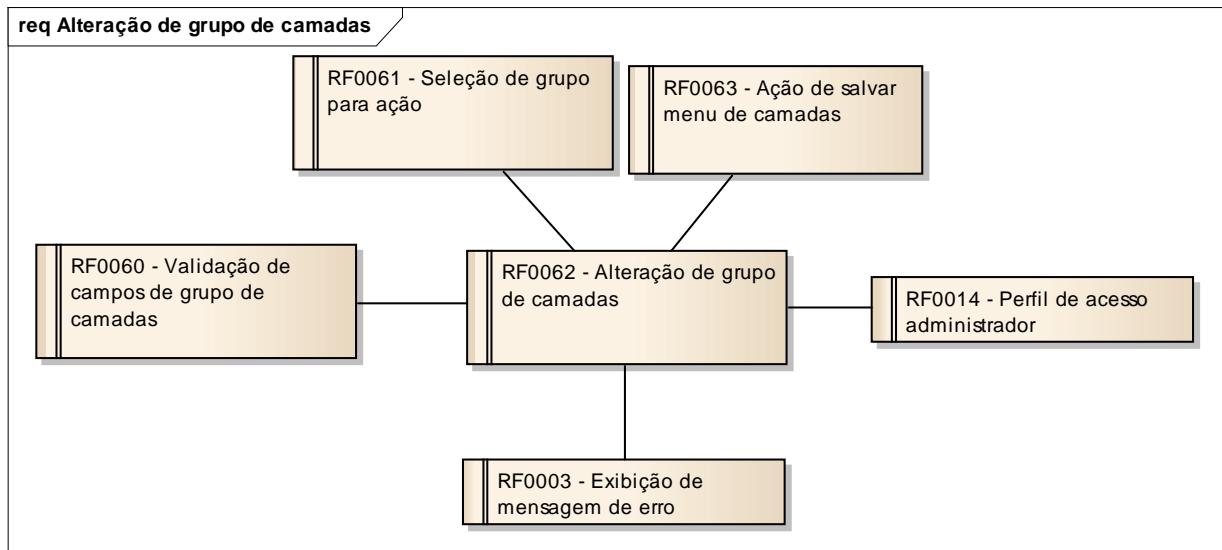 req Alteração de grupo de camadas
RF0061 - Seleção de grupo
para ação
RF0063 - Ação de salvar
menu de camadas
RF0060 - Validação de
campos de grupo de
camadas
RF0062 - Alteração de grupo
de camadas
RF0014 - Perfil de acesso
administrador
RF0003 - Exibição de
mensagem de erro